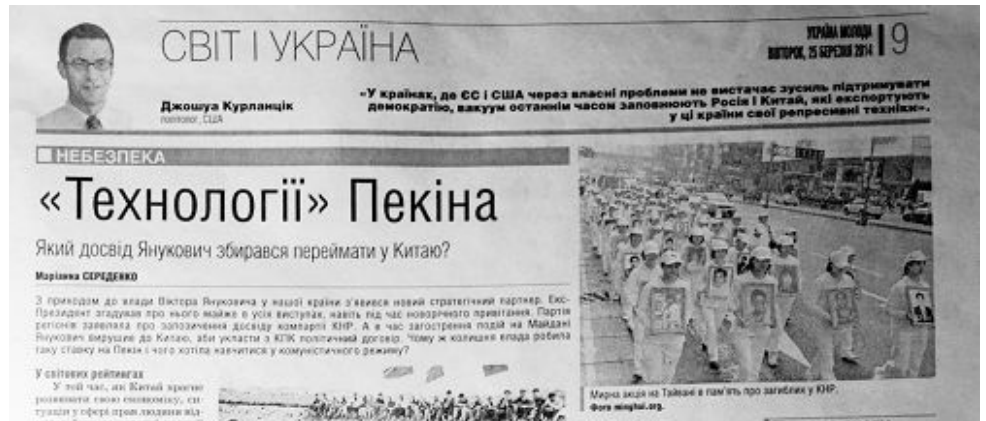 СВІТ І УКРАЇНА
УКРАЇНА МОЛОДА
ВІВТОРОК, 25 БЕРЕЗНЯ 2014
9
Джошуа Курланцік
політолог, США
«У країнах, де ЄС і США через власні проблеми не вистачає зусиль підтримувати
демократію, вакуум останнім часом заповнюють Росія і Китай, які експортують
у ці країни свої репресивні техніки».
НЕБЕЗПЕКА
«Технології» Пекіна
Який досвід Янукович збирався переймати у Китаю?
Маріанна СЕРЕДЕНКО
З приходом до влади Віктора Януковича у нашої країни з'явився новий стратегічний партнер. Екс-
Президент згадував про нього майже в усіх виступах, навіть під час новорічного привітання. Партія
регіонів заявляла про запозичення досвіду компартії КНР. А в час загострення подій на Майдані
Янукович вирушив до Китаю, аби укласти з КПК політичний договір. Чому ж колишня влада робила
таку ставку на Пекін і чого хотіла навчитися у комуністичного режиму?
У світових рейтингах
У той час, як Китай прагне
розвивати свою економіку, си-
туація у сфері прав людини від-
Мирна акція на Тайвані в пам'ять про загиблих у КНР.
Фото minghui.org.